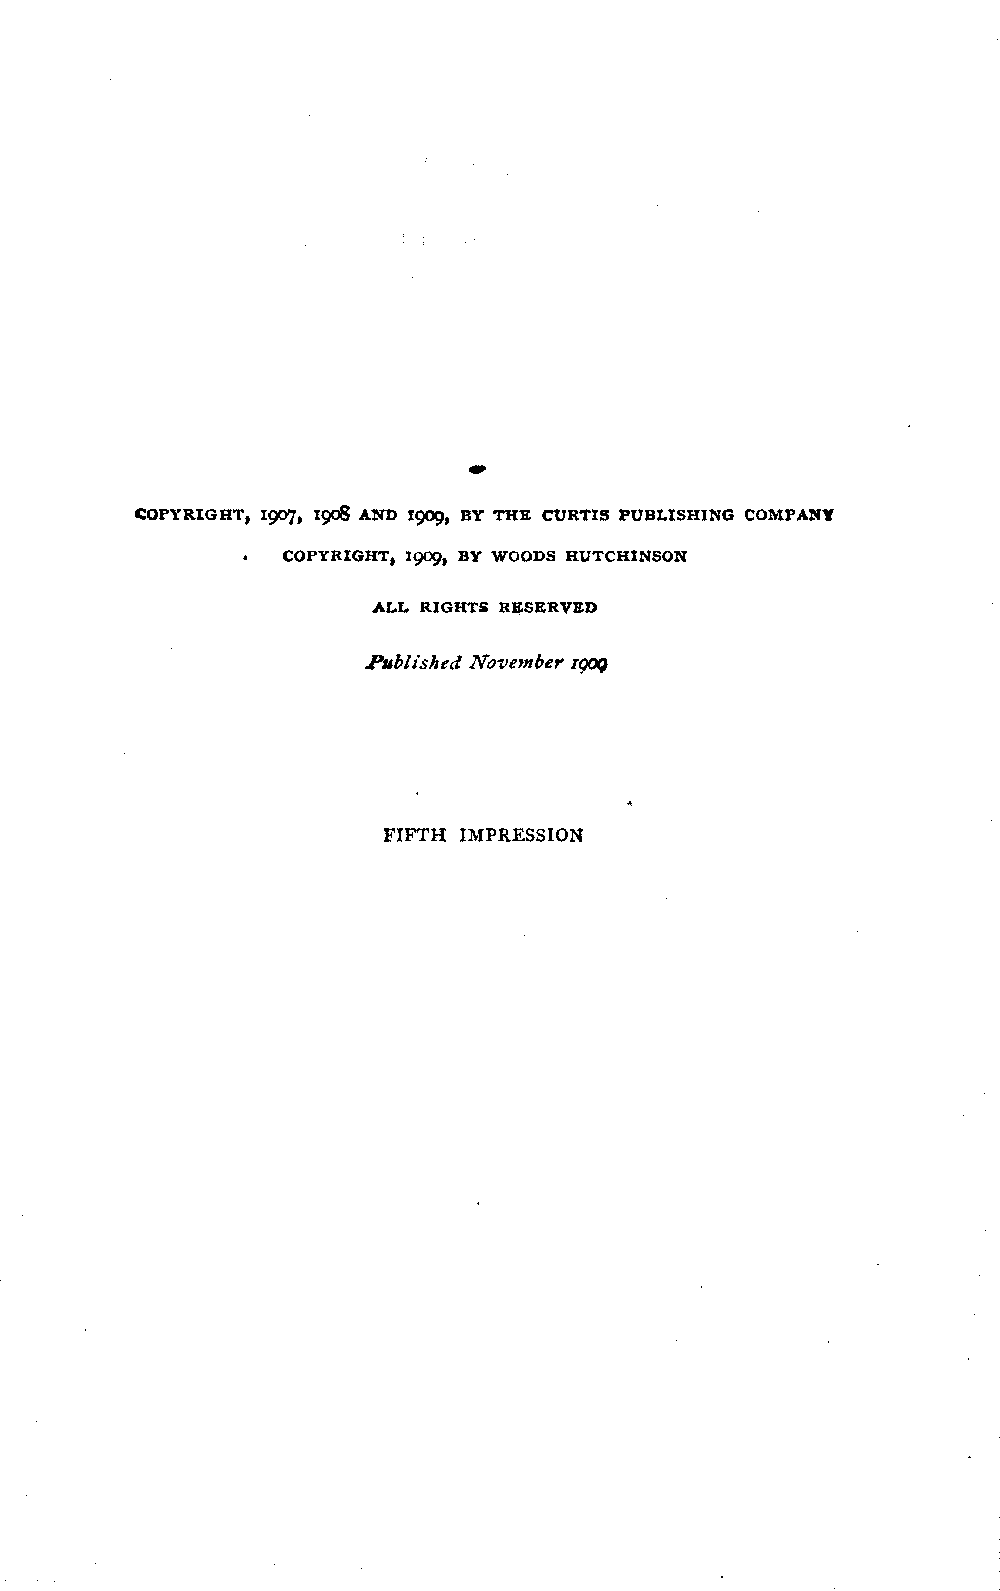 COPYRIGHT, 1907, 1908 AND 1909, BY THE CURTIS PUBLISHING COMPANY
COPYRIGHT, 1909, BY WOODS HUTCHINSON
ALL RIGHTS RESERVED
Published November 1909
FIFTH IMPRESSION